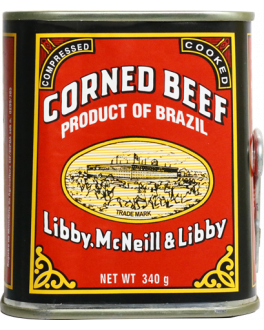 COMPRESSED
COOKED
CORNED BEEF
PRODUCT OF BRAZIL
TRADE MARK
Libby, McNeill & Libby
NET WT 340 g